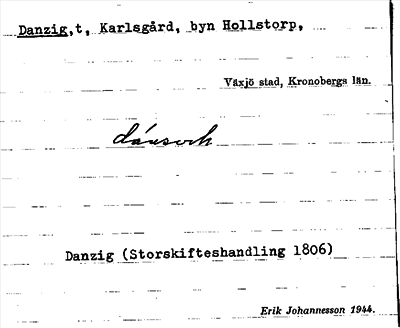 Danzig,t, Karlsgård, byn Hollstorp,
Växjö stad, Kronobergs län.
Danzig (Storskifteshandling 1806)
Erik Johannesson 1944.